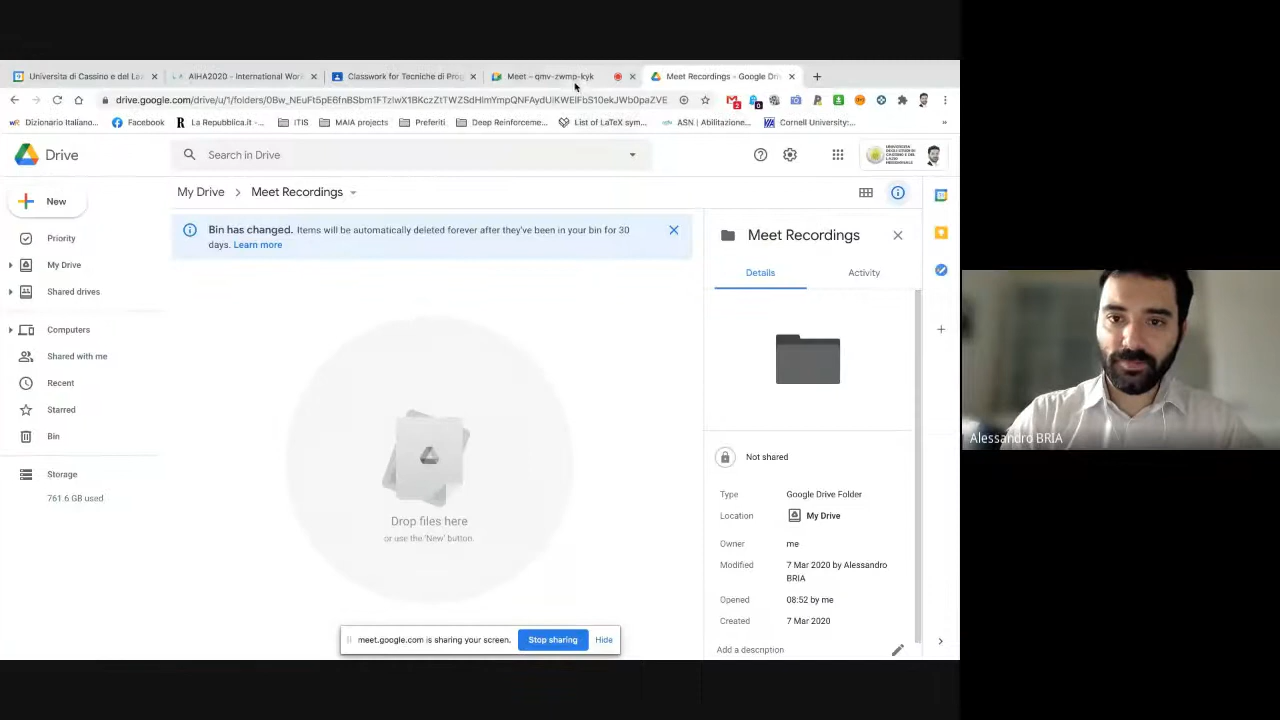 Universita di Cassino e del Laz
AIHA2020 - International Work
Classwork for Tecniche di Prog
Meet – qmv-zwmp-kyk
Meet Recordings - Google Driv
drive.google.com/drive/u/1/folders/
Dizionario Italiano...
Facebook
La Repubblica.it -...
ITIS
MAIA projects
Preferiti
Deep Reinforceme...
List of LaTeX sym...
ASN | Abilitazione...
Cornell University:...
»
Drive
Search in Drive
New
My Drive > Meet Recordings
Bin has changed. Items will be automatically deleted forever after they've been in your bin for 30
days. Learn more
Priority
My Drive
Shared drives
Computers
Shared with me
Recent
Starred
Bin
Storage
761.6 GB used
Drop files here
or use the 'New' button.
Meet Recordings
Details
Activity
Not shared
Type Google Drive Folder
Location My Drive
Owner me
Modified 7 Mar 2020 by Alessandro
BRIA
Opened 08:52 by me
Created 7 Mar 2020
Add a description
meet.google.com is sharing your screen.
Stop sharing
Hide
Alessandro BRIA